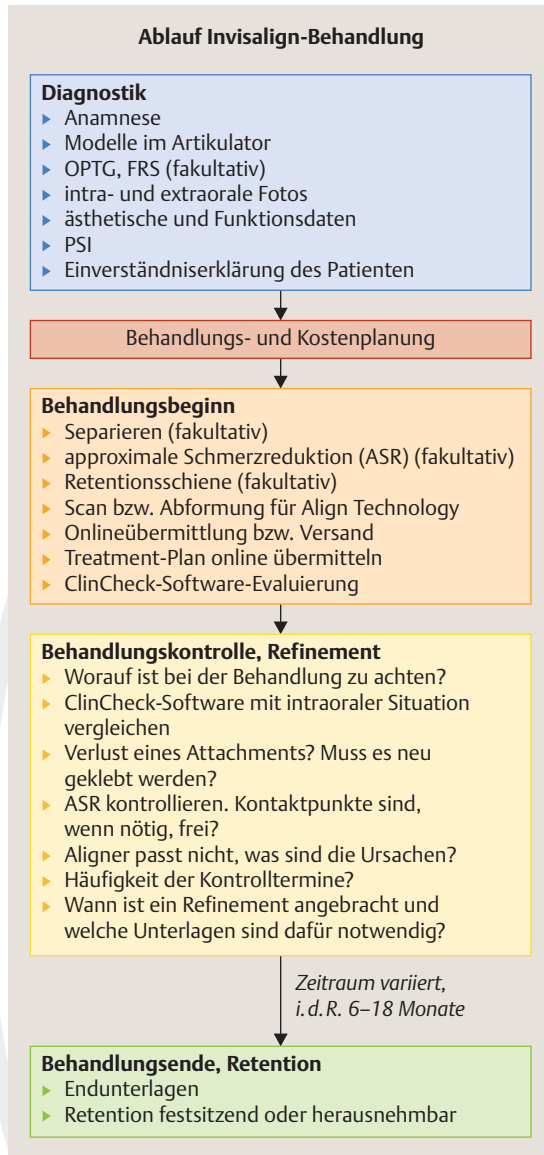 Ablauf Invisalign-Behandlung
Diagnostik
▶ Anamnese
▶ Modelle im Artikulator
▶ OPTG, FRS (fakultativ)
▶ intra- und extraorale Fotos
▶ ästhetische und Funktionsdaten
▶ PSI
▶ Einverständniserklärung des Patienten
Behandlungs- und Kostenplanung
Behandlungsbeginn
▶ Separieren (fakultativ)
▶ approximale Schmerzreduktion (ASR) (fakultativ)
▶ Retentionsschiene (fakultativ)
▶ Scan bzw. Abformung für Align Technology
▶ Onlineübermittlung bzw. Versand
▶ Treatment-Plan online übermitteln
▶ ClinCheck-Software-Evaluierung
Behandlungskontrolle, Refinement
▶ Worauf ist bei der Behandlung zu achten?
▶ ClinCheck-Software mit intraoraler Situation
vergleichen
▶ Verlust eines Attachments? Muss es neu
geklebt werden?
▶ ASR kontrollieren. Kontaktpunkte sind,
wenn nötig, frei?
▶ Aligner passt nicht, was sind die Ursachen?
▶ Häufigkeit der Kontrolltermine?
▶ Wann ist ein Refinement angebracht und
welche Unterlagen sind dafür notwendig?
Zeitraum variiert,
i. d. R. 6–18 Monate
Behandlungsende, Retention
▶ Endunterlagen
▶ Retention festsitzend oder herausnehmbar